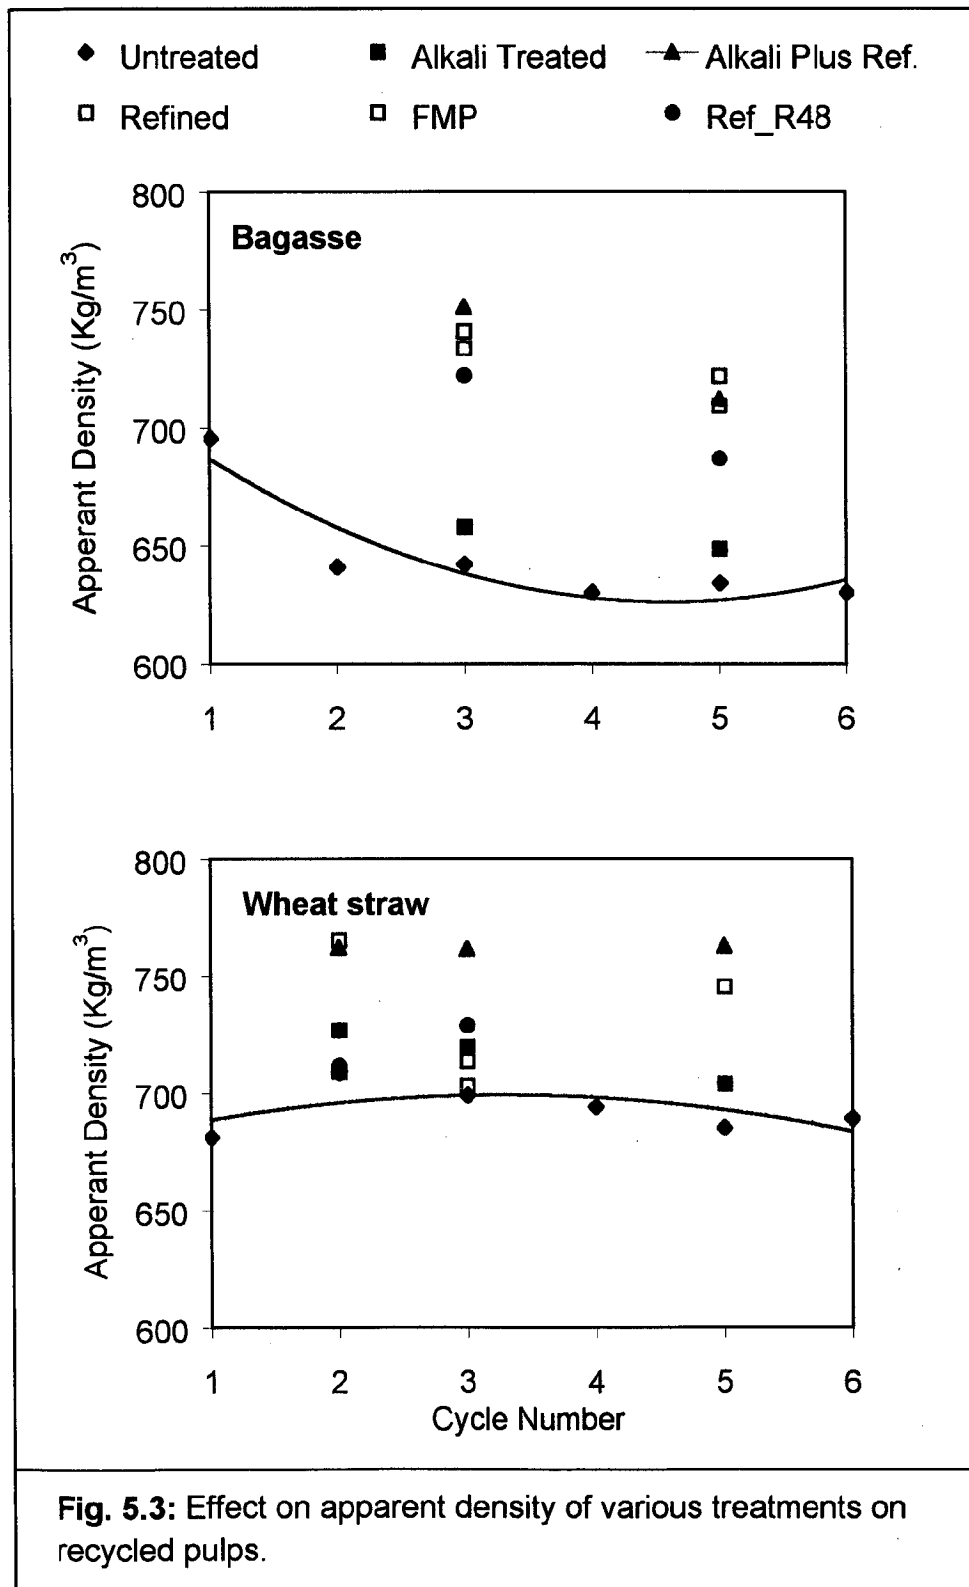 Untreated Alkali Treated Alkali Plus Ref.
Refined FMP Ref_R48
Bagasse
Apperant Density (Kg/m³)
800
750
700
650
600
1 2 3 4 5 6
Wheat straw
Apperant Density (Kg/m³)
800
750
700
650
600
1 2 3 4 5 6
Cycle Number
Fig. 5.3: Effect on apparent density of various treatments on
recycled pulps.